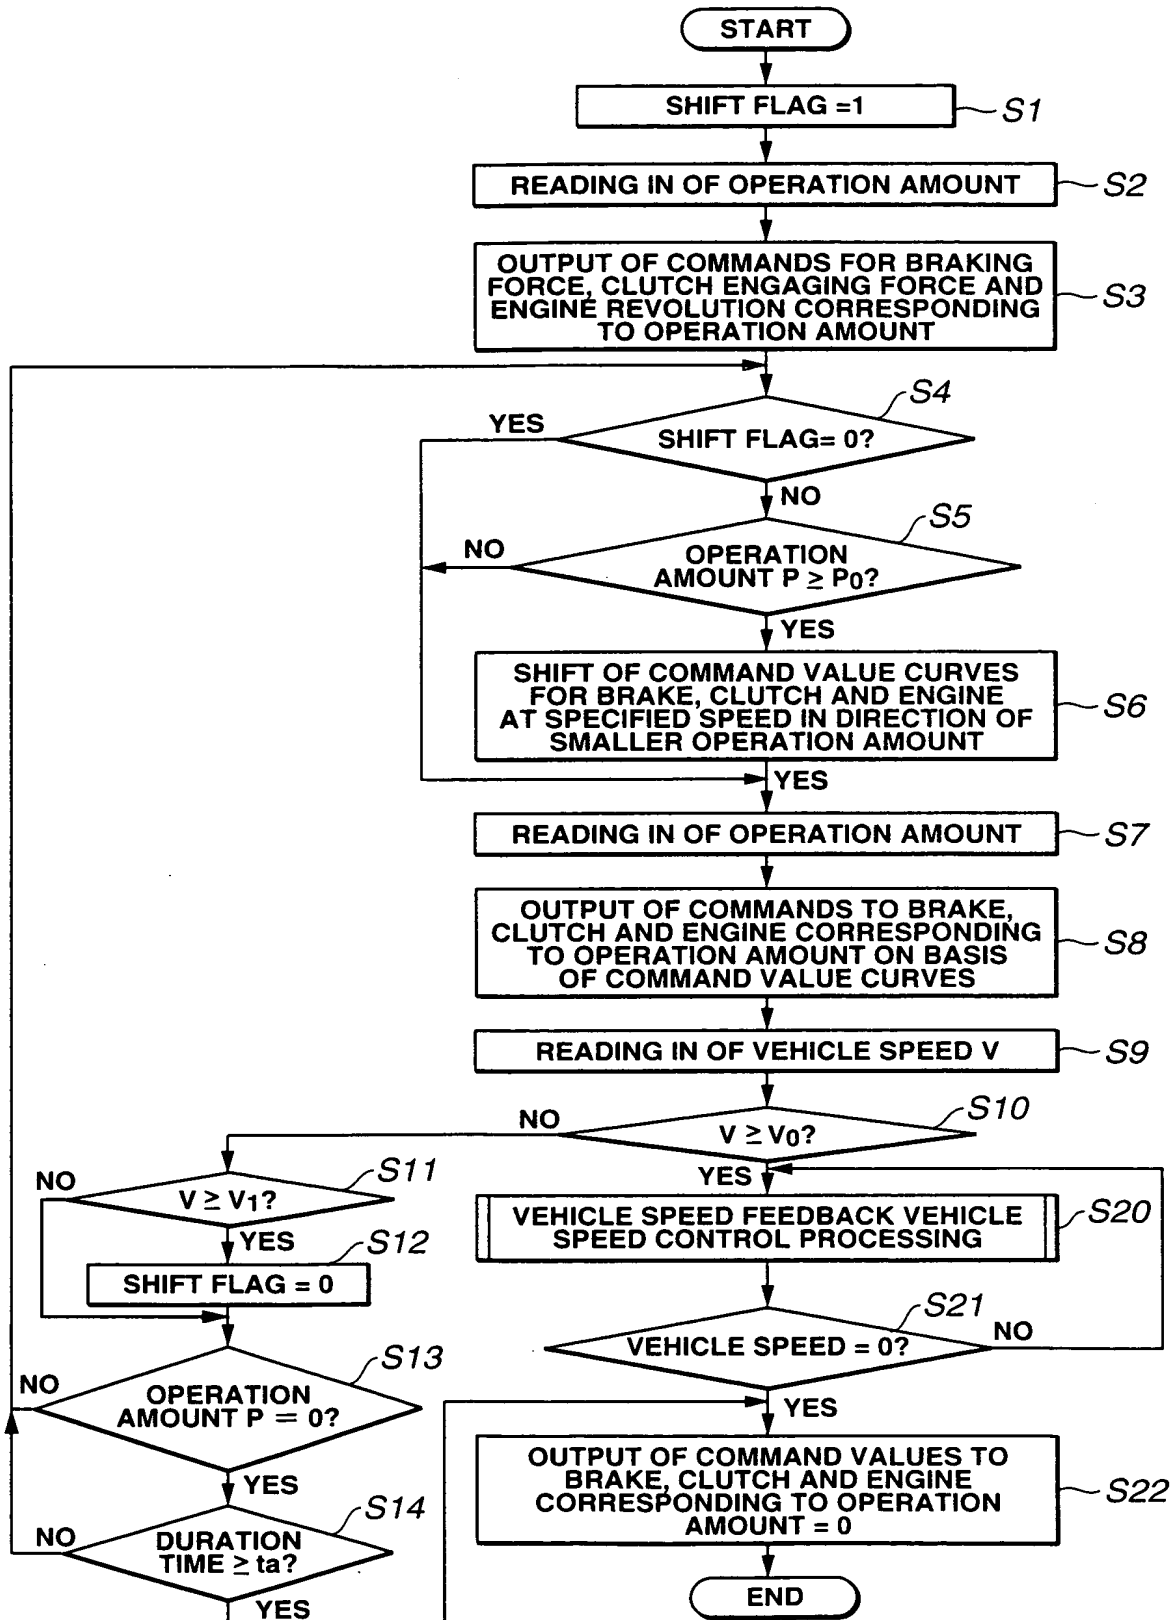 START
SHIFT FLAG =1
S1
READING IN OF OPERATION AMOUNT
S2
OUTPUT OF COMMANDS FOR BRAKING
FORCE, CLUTCH ENGAGING FORCE AND
ENGINE REVOLUTION CORRESPONDING
TO OPERATION AMOUNT
S3
S4
YES
SHIFT FLAG= 0?
NO
S5
NO
OPERATION
AMOUNT P ≥ P0?
YES
SHIFT OF COMMAND VALUE CURVES
FOR BRAKE, CLUTCH AND ENGINE
AT SPECIFIED SPEED IN DIRECTION OF
SMALLER OPERATION AMOUNT
S6
YES
READING IN OF OPERATION AMOUNT
S7
OUTPUT OF COMMANDS TO BRAKE,
CLUTCH AND ENGINE CORRESPONDING
TO OPERATION AMOUNT ON BASIS
OF COMMAND VALUE CURVES
S8
READING IN OF VEHICLE SPEED V
S9
S10
NO
V ≥ V0?
YES
S11
NO
V ≥ V1?
YES
S12
SHIFT FLAG = 0
VEHICLE SPEED FEEDBACK VEHICLE
SPEED CONTROL PROCESSING
S20
S21
VEHICLE SPEED = 0?
NO
YES
S13
NO
OPERATION
AMOUNT P = 0?
YES
S14
NO
DURATION
TIME ≥ ta?
YES
OUTPUT OF COMMAND VALUES TO
BRAKE, CLUTCH AND ENGINE
CORRESPONDING TO OPERATION
AMOUNT = 0
S22
END